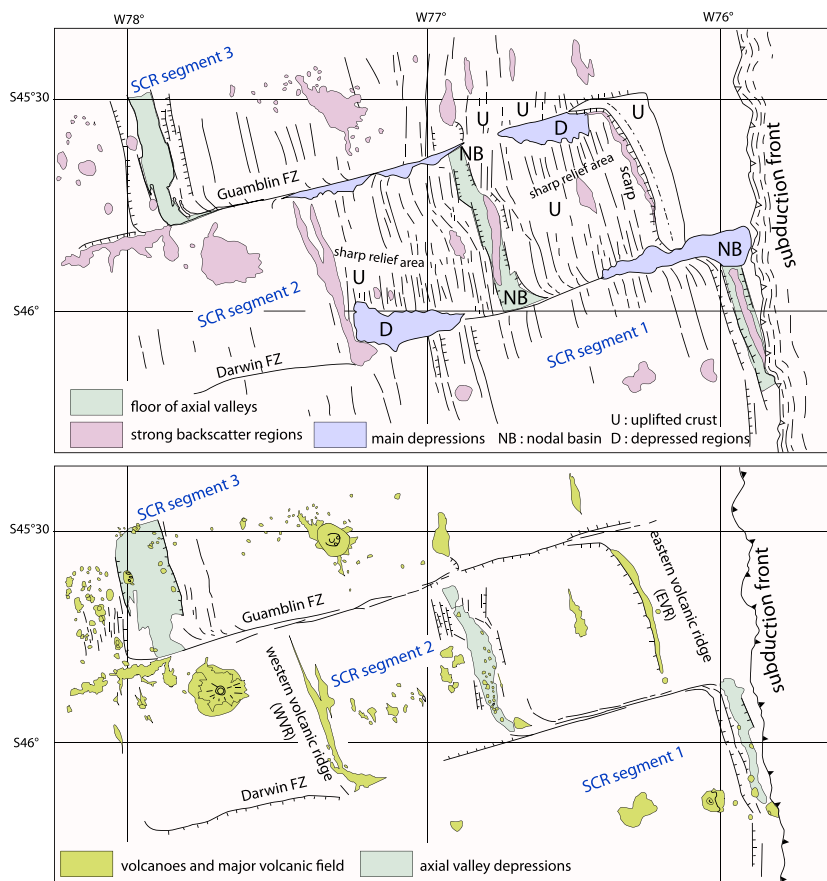 W78°
W77°
W76°
SCR segment 3
S45°30
U
U
U
D
NB
Gamblin FZ
sharp relief area
scarp
U
subduction front
sharp relief area
U
NB
SCR segment 2
NB
S46°
D
SCR segment 1
Darwin FZ
floor of axial valleys
strong backscatter regions
main depressions
U : uplifted crust
NB : nodal basin
D : depressed regions
SCR segment 3
S45°30
eastern volcanic ridge
(EVR)
Guamblin FZ
subduction front
SCR segment 2
western volcanic ridge
(WVR)
S46°
SCR segment 1
Darwin FZ
volcanoes and major volcanic field
axial valley depressions